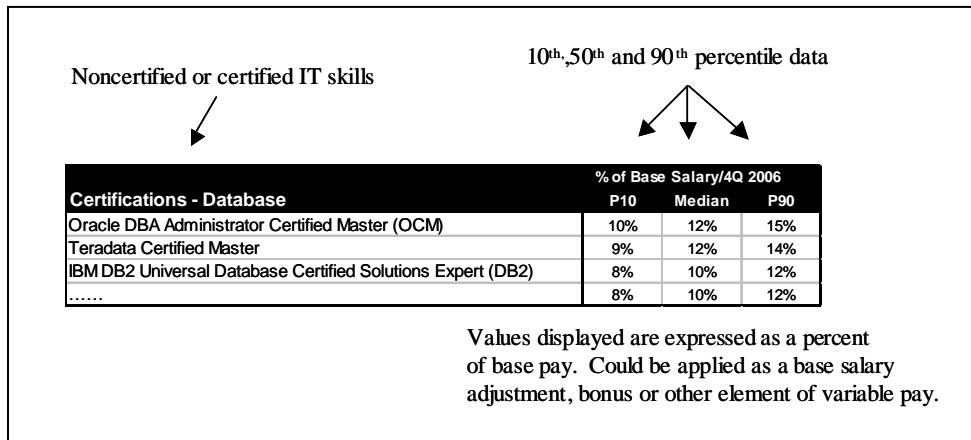 10th,,50th and 90th percentile data
Noncertified or certified IT skills
% of Base Salary/4Q 2006
Certifications - Database P10 Median P90
Oracle DBA Administrator Certified Master (OCM) 10% 12% 15%
Teradata Certified Master 9% 12% 14%
IBM DB2 Universal Database Certified Solutions Expert (DB2) 8% 10% 12%
...... 8% 10% 12%
Values displayed are expressed as a percent
of base pay. Could be applied as a base salary
adjustment, bonus or other element of variable pay.